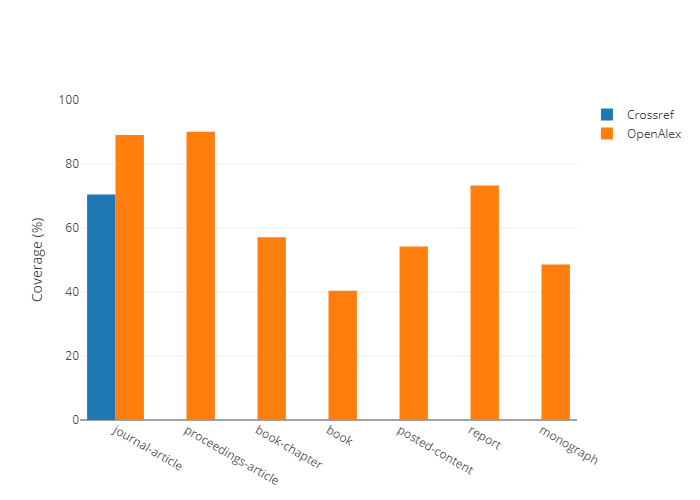 100
80
60
40
20
0
Coverage (%)
journal-article
proceedings-article
book-chapter
book
posted-content
report
monograph
Crossref
OpenAlex